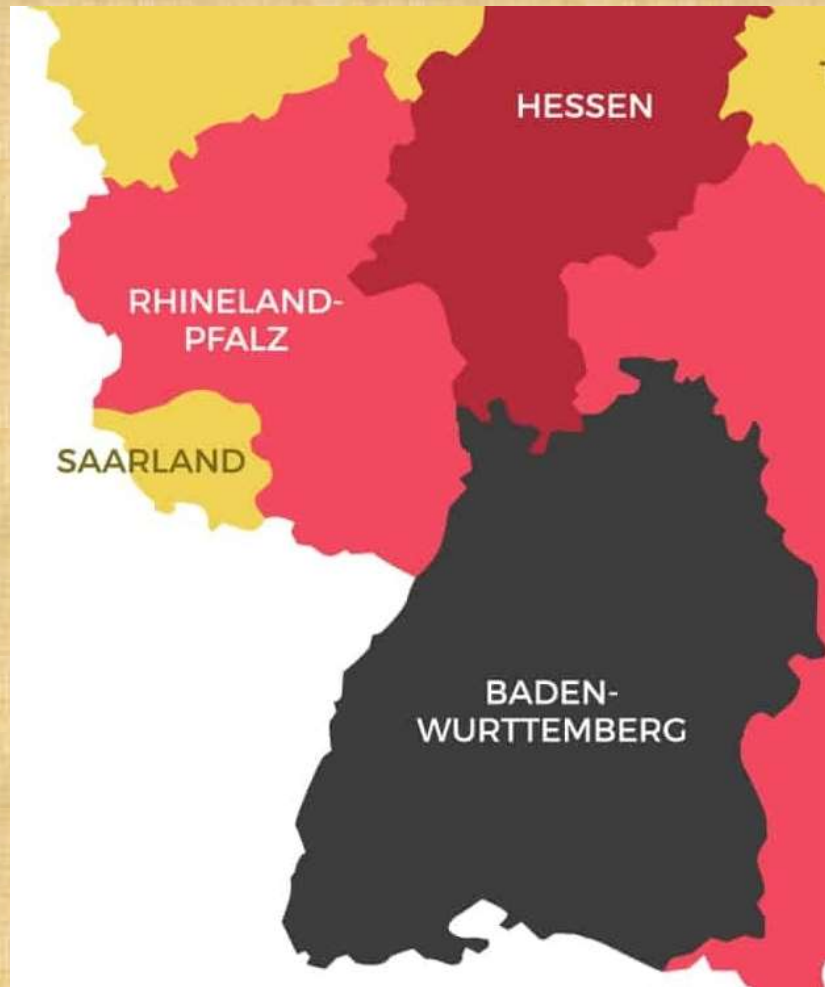 HESSEN
RHINELAND-
PFALZ
SAARLAND
BADEN-
WURTTEMBERG